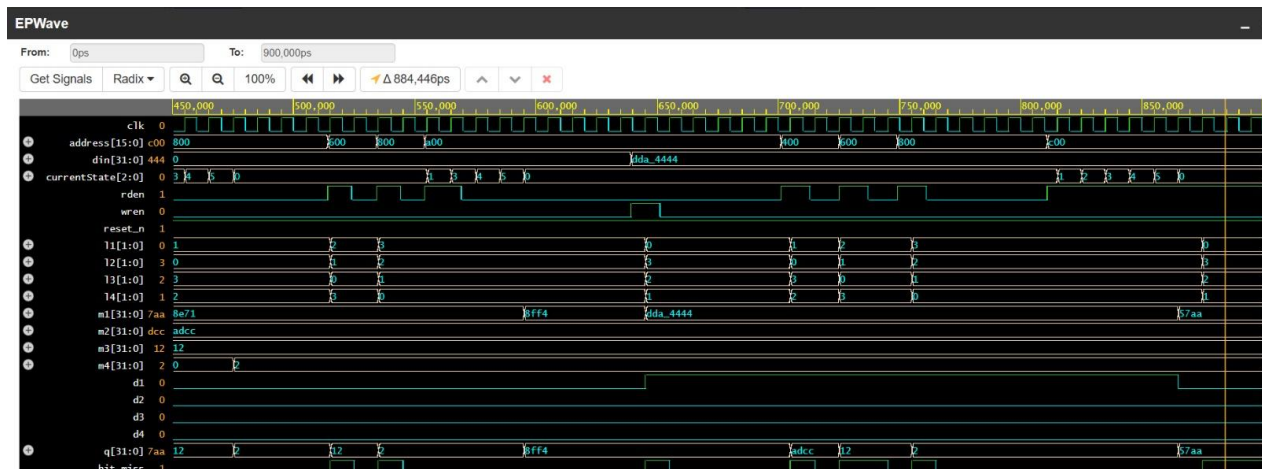 EPWave
From: 0ps To: 900,000ps
Get Signals Radix 100% Δ 884,446ps
450,000 500,000 550,000 600,000 650,000 700,000 750,000 800,000 850,000
clk 0
address[15:0] c00 800 600 800 a00 400 600 800 c00
din[31:0] 444 0 dda_4444
currentState[2:0] 0 3 4 5 0 1 3 4 5 0 1 2 3 4 5 0
rden 1
wren 0
reset_n 1
l1[1:0] 0 1 2 3 0 1 2 3 0
l2[1:0] 3 0 1 2 3 0 1 2 3
l3[1:0] 2 3 0 1 2 3 0 1 2
l4[1:0] 1 2 3 0 1 2 3 0 1
m1[31:0] 7aa 8e71 8ff4 dda_4444 57aa
m2[31:0] dcc adcc
m3[31:0] 12 12
m4[31:0] 2 0 2
d1 0
d2 0
d3 0
d4 0
q[31:0] 7aa 12 2 12 2 8ff4 adcc 12 2 57aa
hit_miss 1